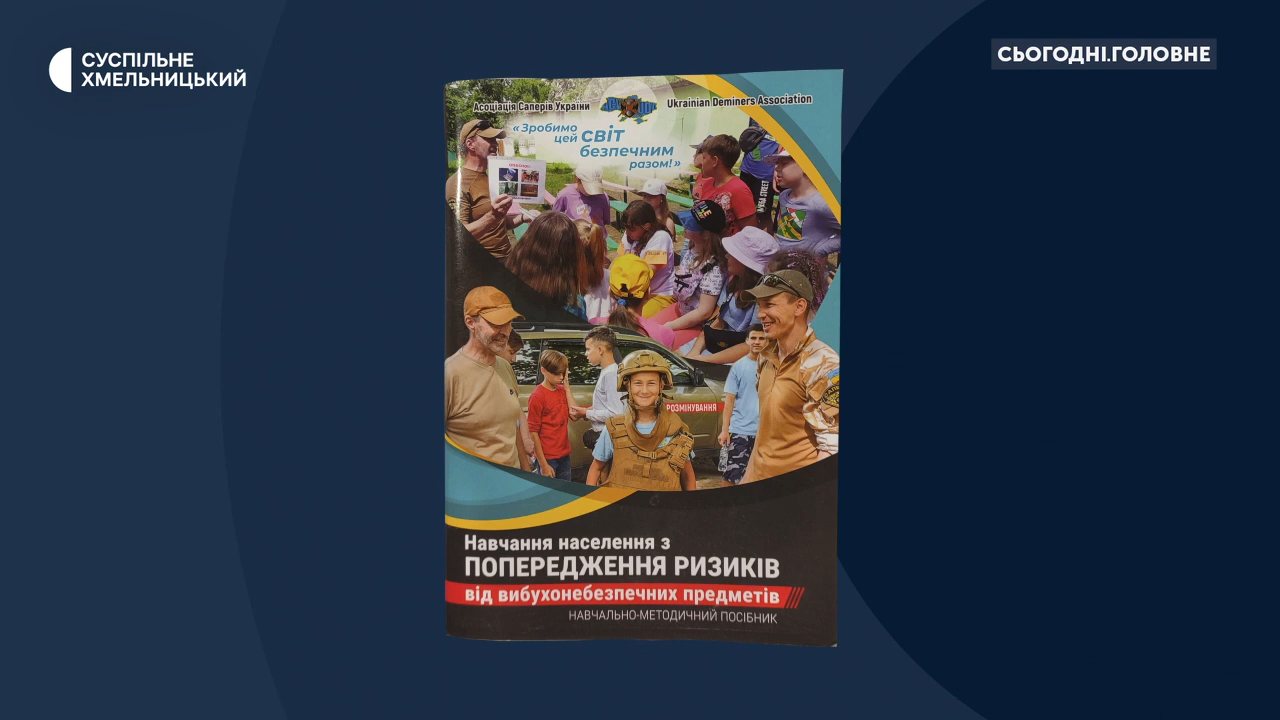 СУСПІЛЬНЕ
ХМЕЛЬНИЦЬКИЙ
СЬОГОДНІ.ГОЛОВНЕ
Асоціація Саперів України
Ukrainian Deminers Association
«Зробимо
цей світ
безпечним
разом!»
РОЗМІНУВАННЯ
Навчання населення з
ПОПЕРЕДЖЕННЯ РИЗИКІВ
від вибухонебезпечних предметів
НАВЧАЛЬНО-МЕТОДИЧНИЙ ПОСІБНИК